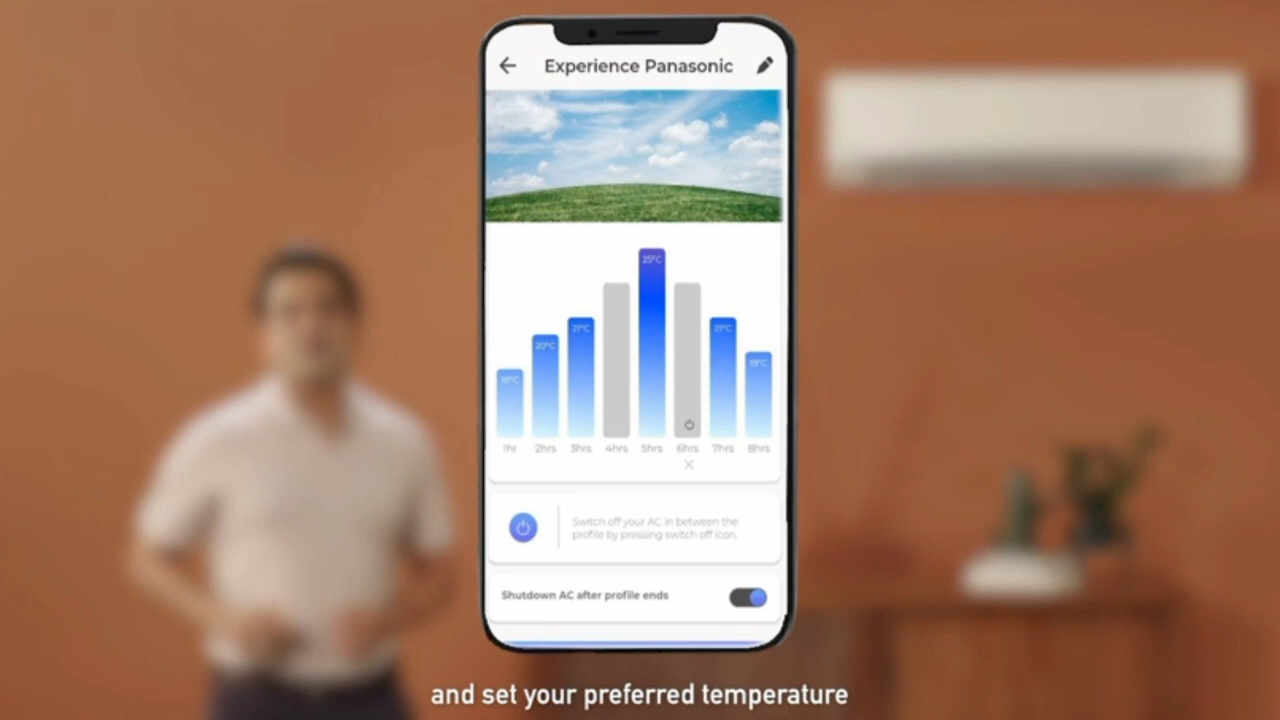 Experience Panasonic
25°C
21°C
21°C
20°C
19°C
18°C
1hr 2hrs 3hrs 4hrs 5hrs 6hrs 7hrs 8hrs
Switch off your AC in between the
profile by pressing switch off icon.
Shutdown AC after profile ends
and set your preferred temperature